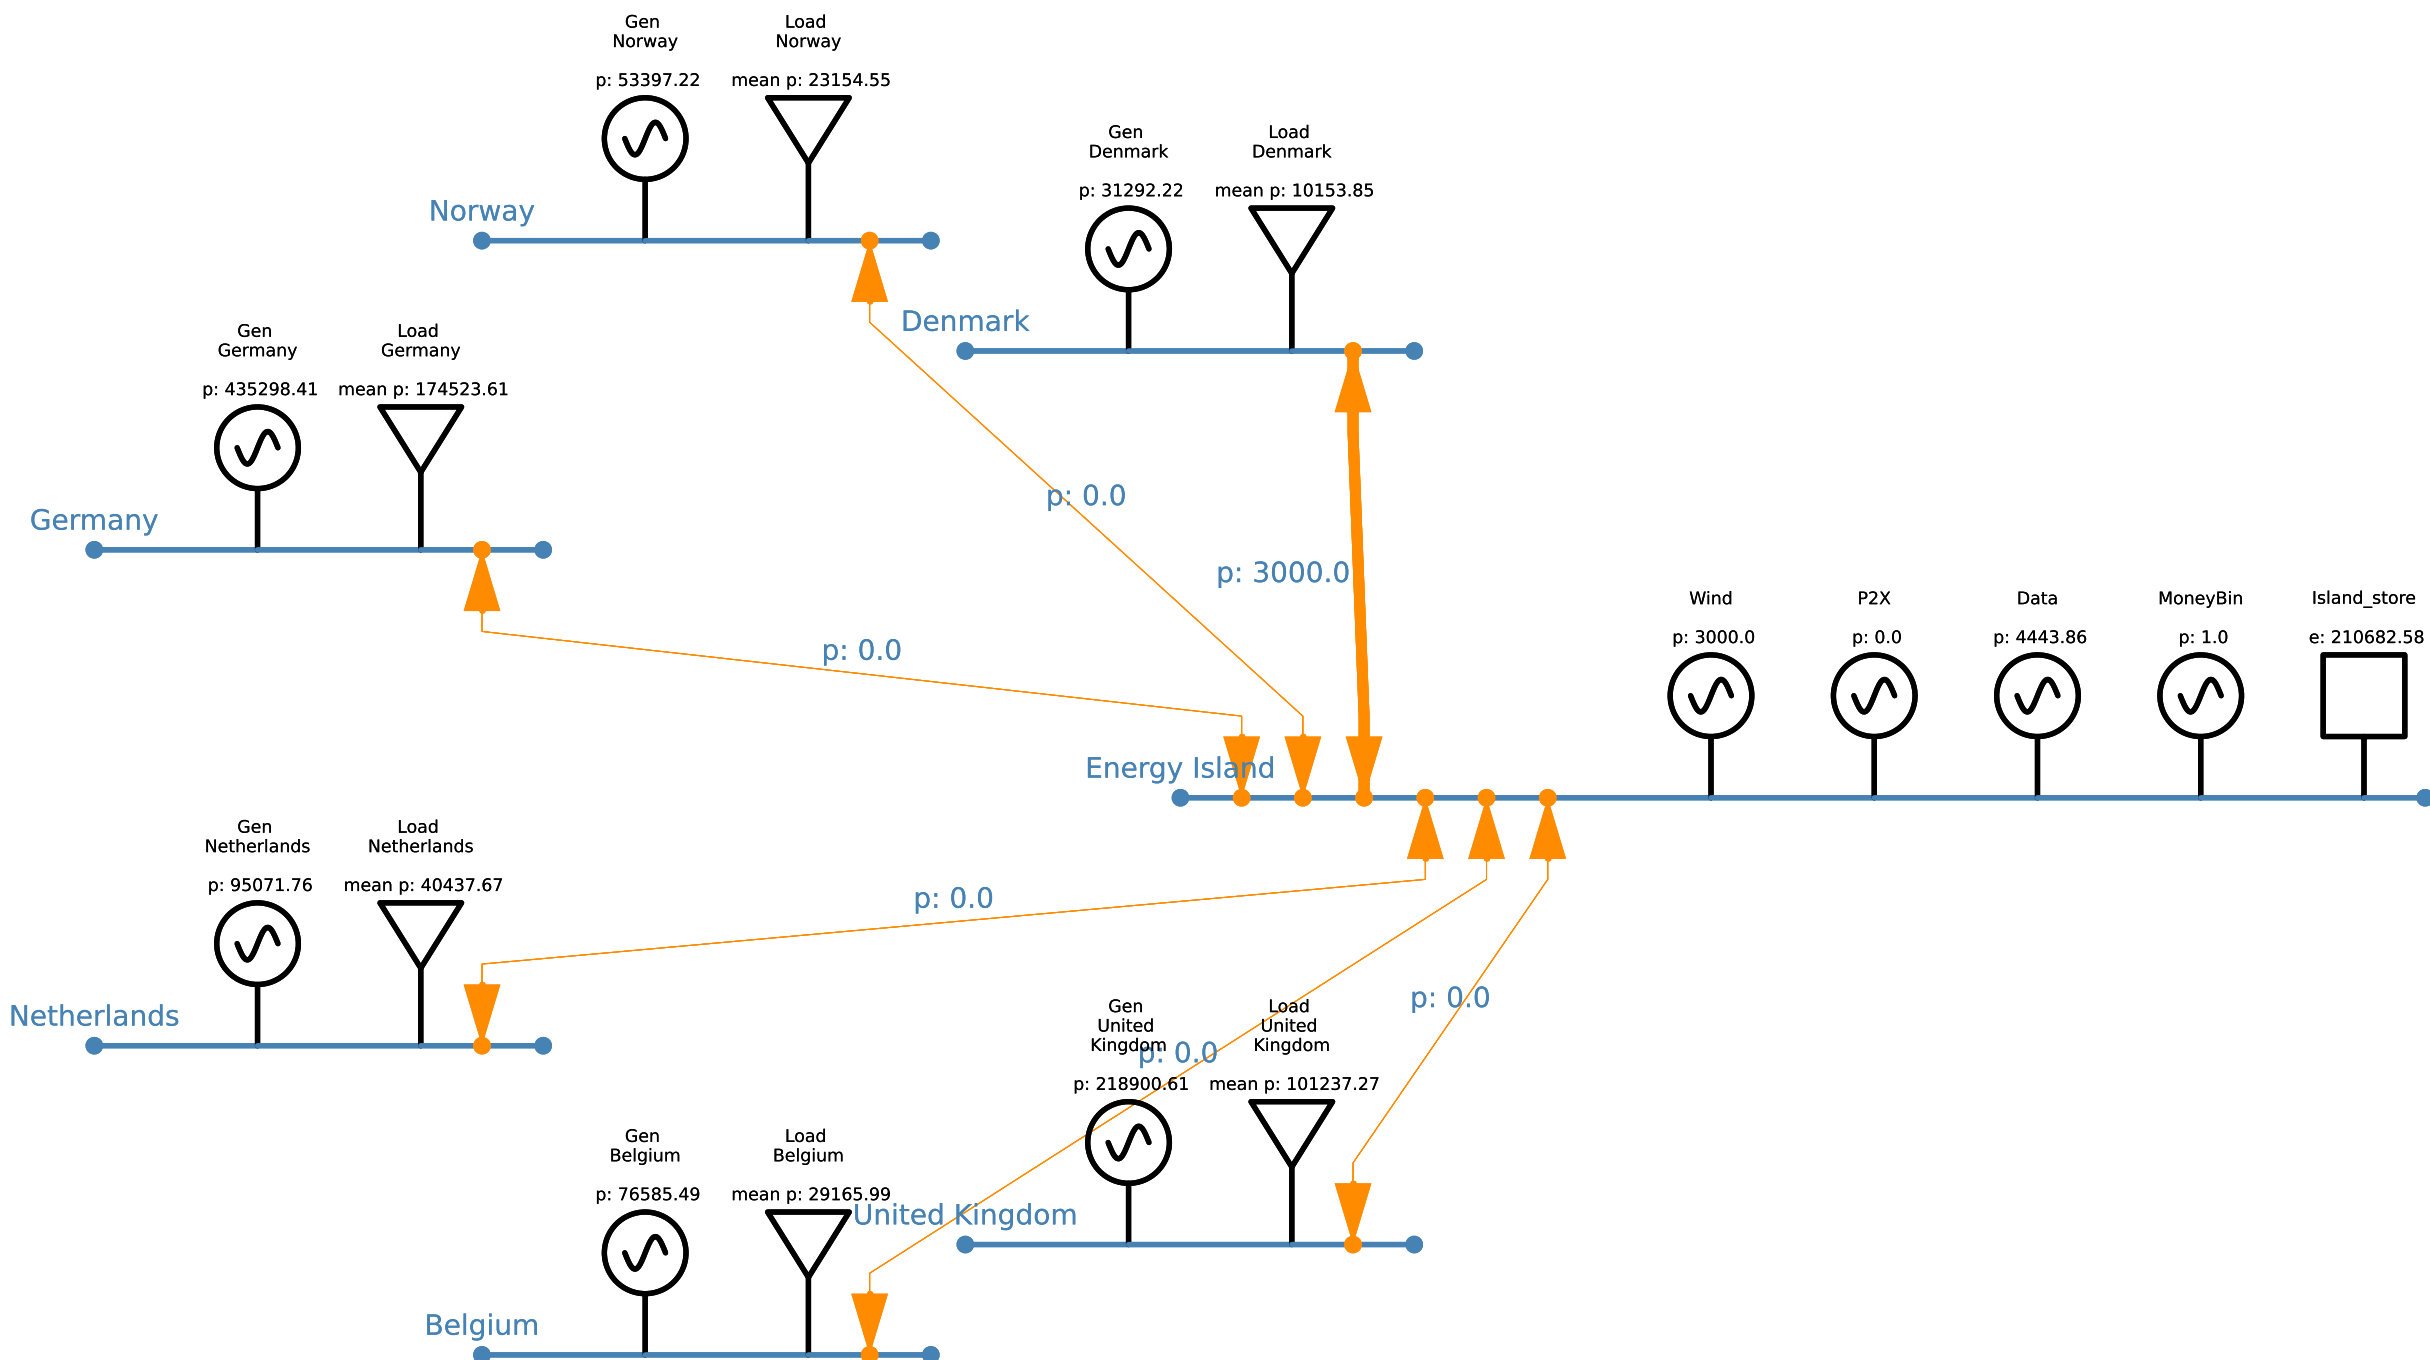 Gen
Norway
p: 53397.22
Load
Norway
mean p: 23154.55
Norway
Gen
Denmark
p: 31292.22
Load
Denmark
mean p: 10153.85
Denmark
Gen
Germany
p: 435298.41
Load
Germany
mean p: 174523.61
Germany
p: 0.0
p: 3000.0
p: 0.0
Wind
p: 3000.0
P2X
p: 0.0
Data
p: 4443.86
MoneyBin
p: 1.0
Island_store
e: 210682.58
Energy Island
Gen
Netherlands
p: 95071.76
Load
Netherlands
mean p: 40437.67
Netherlands
p: 0.0
p: 0.0
p: 0.0
Gen
United
Kingdom
p: 218900.61
Load
United
Kingdom
mean p: 101237.27
United Kingdom
Gen
Belgium
p: 76585.49
Load
Belgium
mean p: 29165.99
Belgium